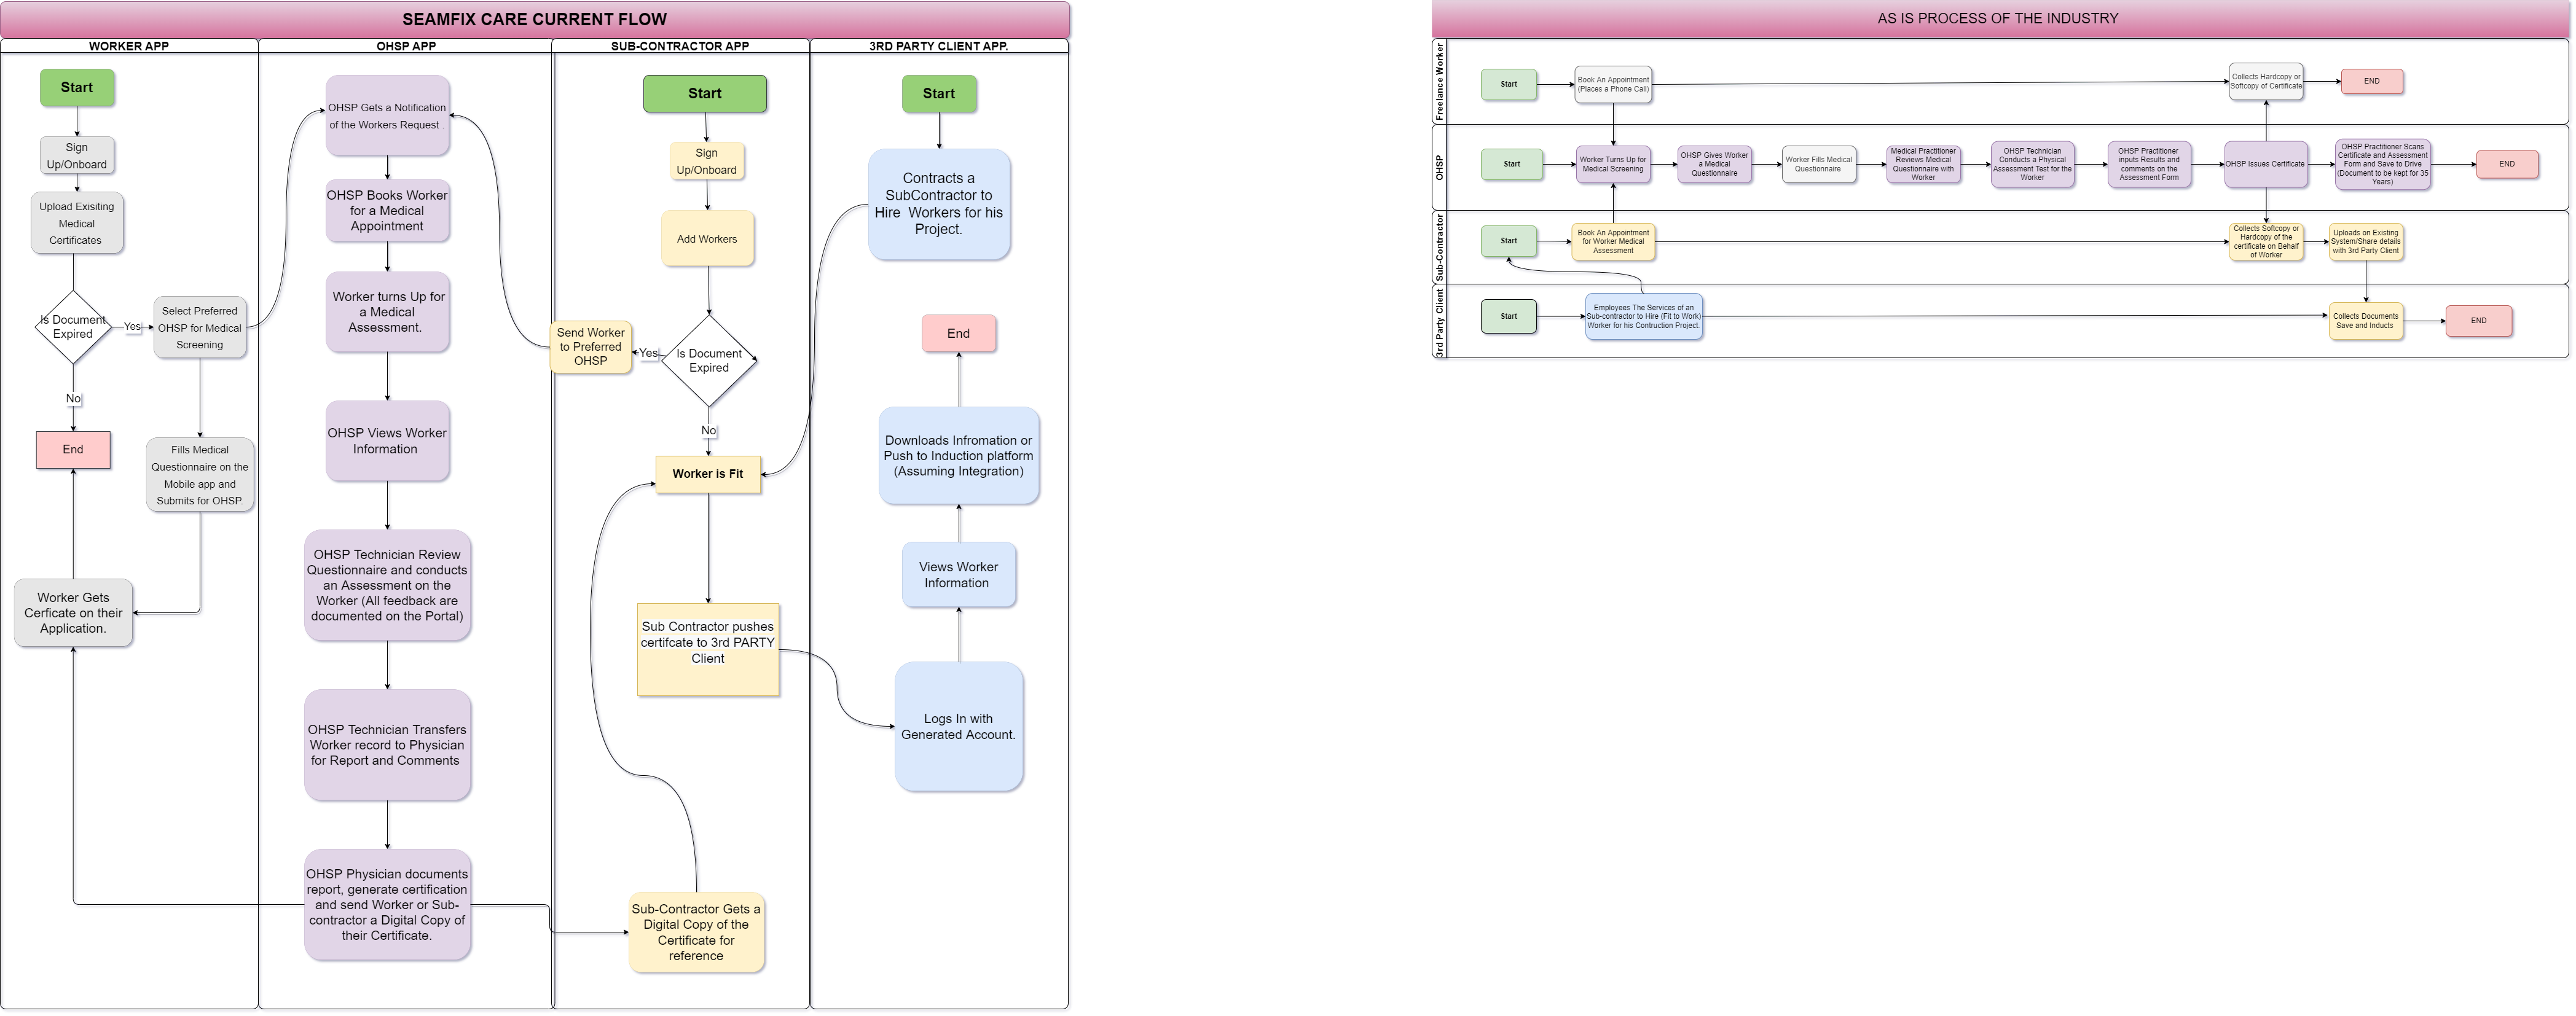 SEAMFIX CARE CURRENT FLOW
WORKER APP
OHSP APP
SUB-CONTRACTOR APP
3RD PARTY CLIENT APP.
Start
Sign
Up/Onboard
Upload Exisiting
Medical
Certificates
Is Document
Expired
Yes
Select Preferred
OHSP for Medical
Screening
No
End
Fills Medical
Questionnaire on the
Mobile app and
Submits for OHSP.
Worker Gets
Cerficate on their
Application.
OHSP Gets a Notification
of the Workers Request .
OHSP Books Worker
for a Medical
Appointment
Worker turns Up for
a Medical
Assessment.
OHSP Views Worker
Information
OHSP Technician Review
Questionnaire and conducts
an Assessment on the
Worker (All feedback are
documented on the Portal)
OHSP Technician Transfers
Worker record to Physician
for Report and Comments
OHSP Physician documents
report, generate certification
and send Worker or Sub-
contractor a Digital Copy of
their Certificate.
Start
Sign
Up/Onboard
Add Workers
Is Document
Expired
Yes
Send Worker
to Preferred
OHSP
No
Worker is Fit
Sub Contractor pushes
certifcate to 3rd PARTY
Client
Sub-Contractor Gets a
Digital Copy of the
Certificate for
reference
Start
Contracts a
SubContractor to
Hire Workers for his
Project.
End
Downloads Infromation or
Push to Induction platform
(Assuming Integration)
Views Worker
Information
Logs In with
Generated Account.
AS IS PROCESS OF THE INDUSTRY
Freelance Worker
Start
Book An Appointment
(Places a Phone Call)
Collects Hardcopy or
Softcopy of Certificate
END
OHSP
Start
Worker Turns Up for
Medical Screening
OHSP Gives Worker
a Medical
Questionnaire
Worker Fills Medical
Questionnaire
Medical Practitioner
Reviews Medical
Questionnaire with
Worker
OHSP Technician
Conducts a Physical
Assessment Test for the
Worker
OHSP Practitioner
inputs Results and
comments on the
Assessment Form
OHSP Issues Certificate
OHSP Practitioner Scans
Certificate and Assessment
Form and Save to Drive
(Document to be kept for 35
Years)
END
Sub-Contractor
Start
Book An Appointment
for Worker Medical
Assessment
Collects Softcopy or
Hardcopy of the
certificate on Behalf
of Worker
Uploads on Existing
System/Share details
with 3rd Party Client
3rd Party Client
Start
Employees The Services of an
Sub-contractor to Hire (Fit to Work)
Worker for his Contruction Project.
Collects Documents
Save and Inducts
END